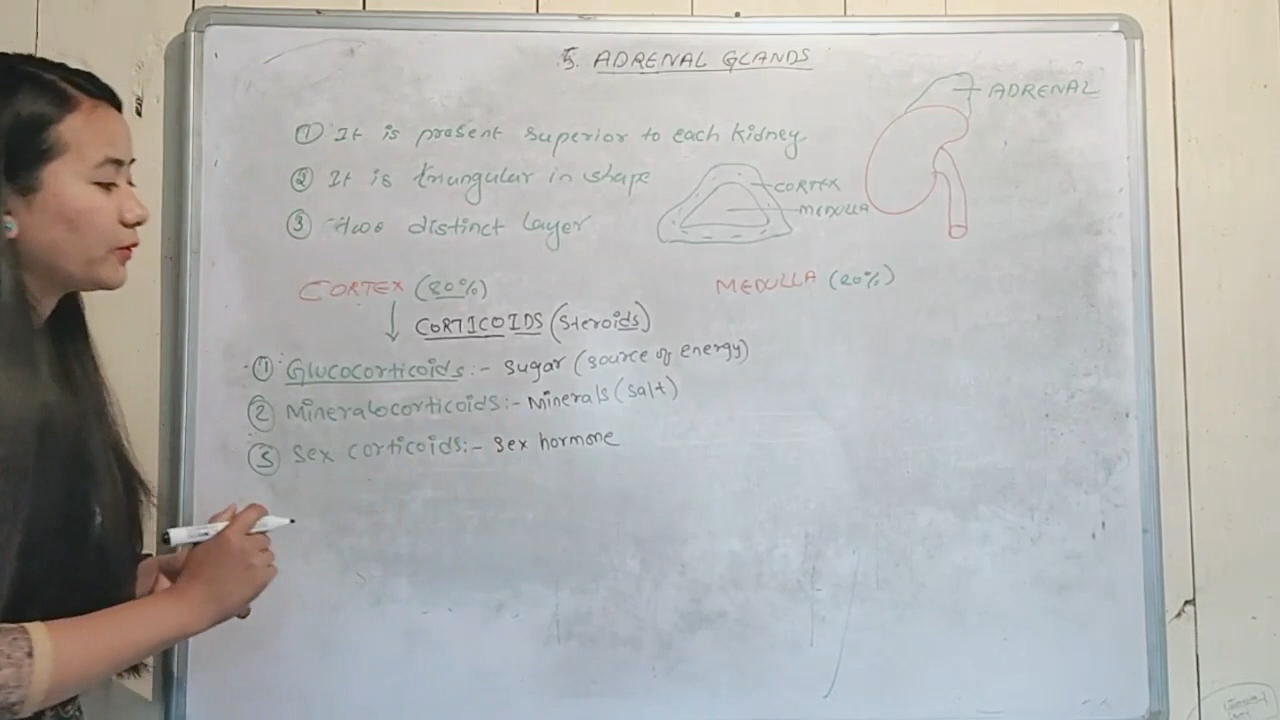 5. ADRENAL GLANDS
ADRENAL
① It is present superior to each kidney.
② It is triangular in shape
CORTEX
MEDULLA
③ Two distinct layer
CORTEX (80%)
MEDULLA (20%)
CORTICOIDS (steroids)
① Glucocorticoids:- sugar (source of energy)
② Mineralocorticoids:- Minerals (salt)
③ Sex corticoids:- sex hormone